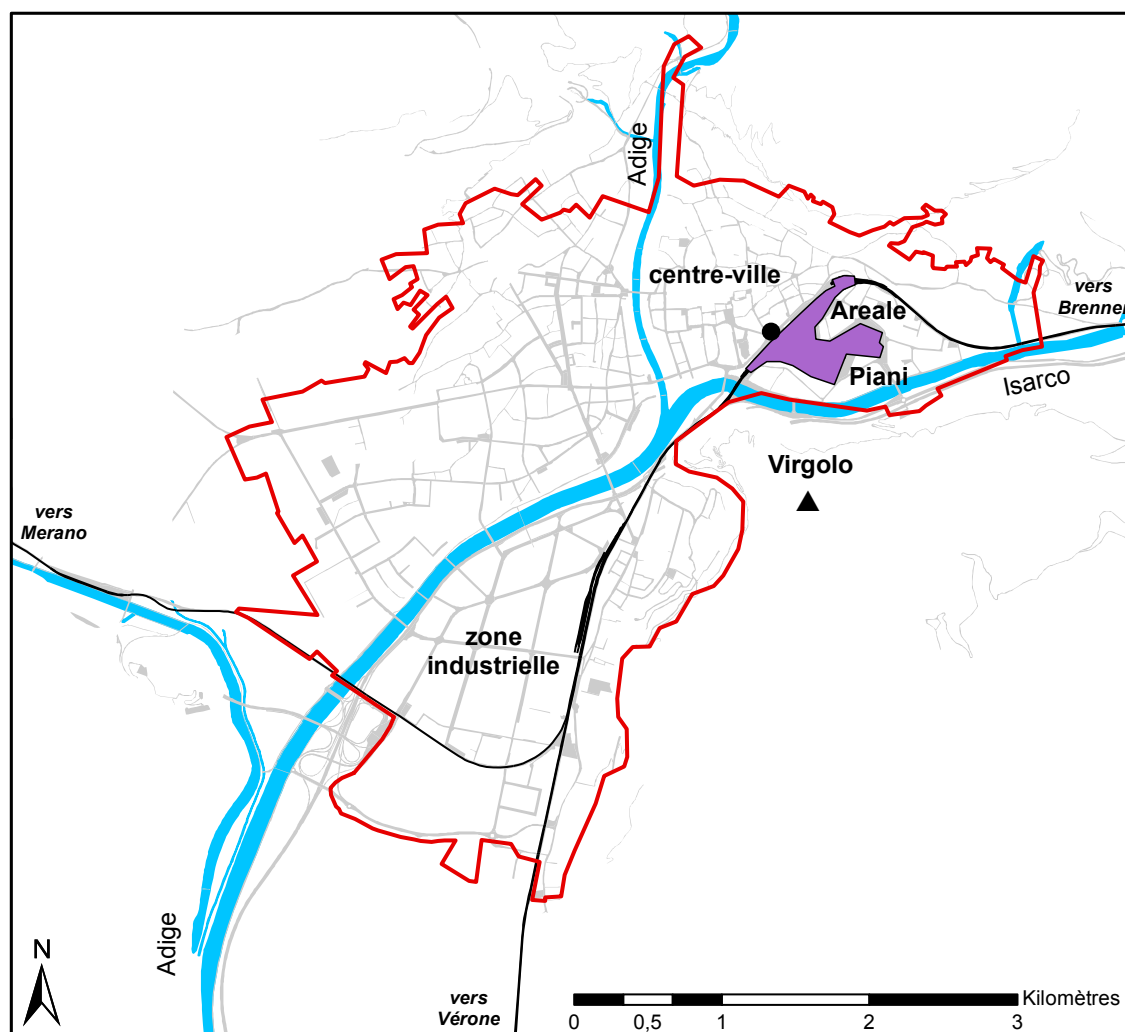 Adige
centre-ville
vers
Brenner
Areale
Piani
Isarco
Virgolo
vers
Merano
zone
industrielle
Adige
N
vers
Vérone
Kilomètres
0
0,5
1
2
3